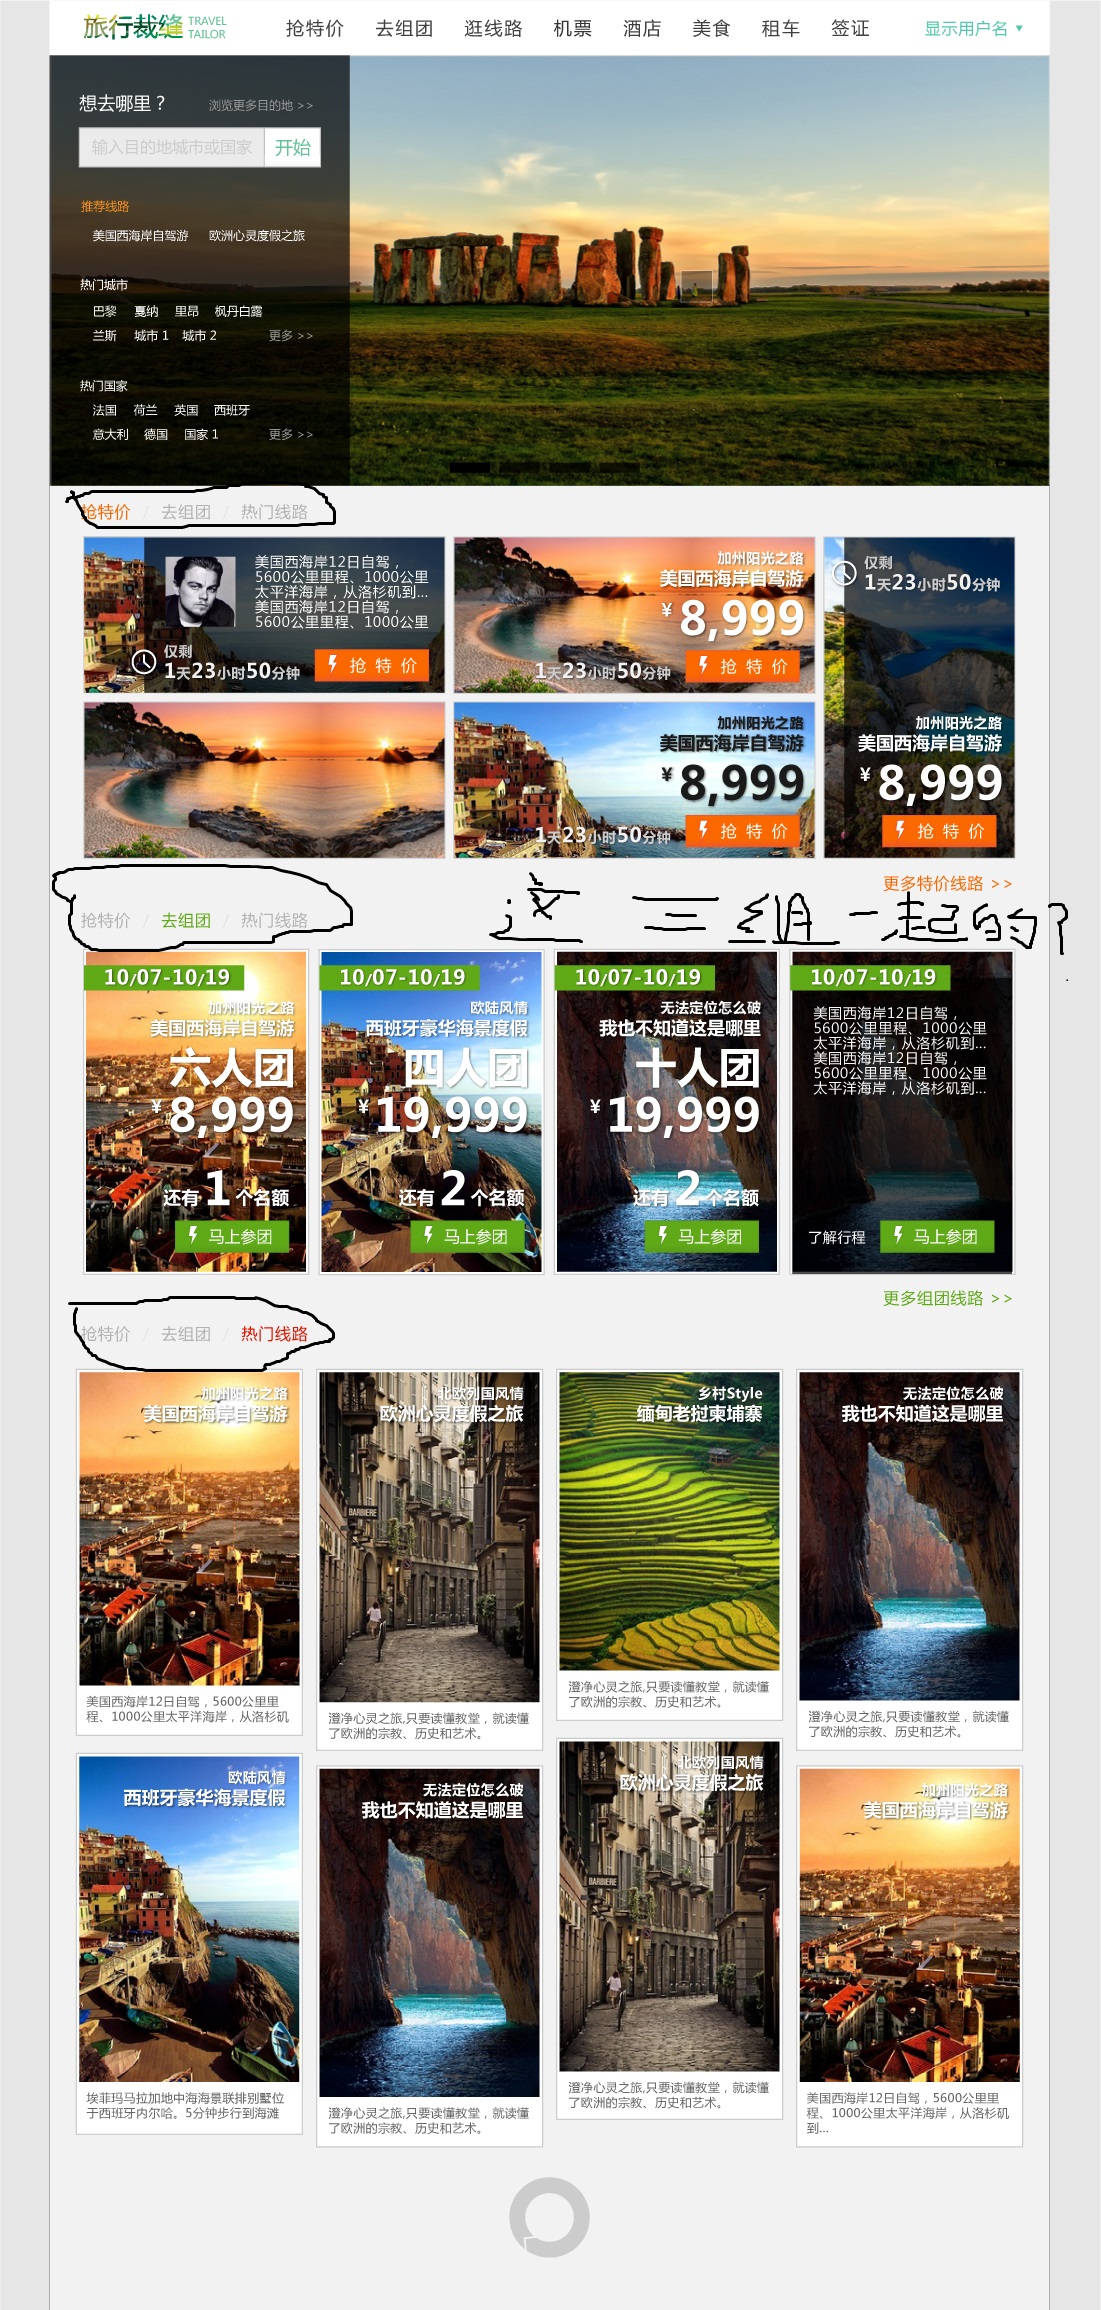 旅行裁缝 TRAVEL TAILOR 抢特价 去组团 逛线路 机票 酒店 美食 租车 签证 显示用户名
想去哪里？ 浏览更多目的地 >>
输入目的地城市或国家 开始
推荐线路
美国西海岸自驾游 欧洲心灵度假之旅
热门城市
巴黎 戛纳 里昂 枫丹白露
兰斯 城市 1 城市 2 更多 >>
热门国家
法国 荷兰 英国 西班牙
意大利 德国 国家 1 更多 >>
抢特价 / 去组团 / 热门线路
美国西海岸12日自驾，
5600公里里程、1000公里
太平洋海岸，从洛杉矶到...
美国西海岸12日自驾，
5600公里里程、1000公里
仅剩
1天23小时50分钟
抢 特 价
加州阳光之路
美国西海岸自驾游
¥8,999
1天23小时50分钟
抢 特 价
仅剩
1天23小时50分钟
加州阳光之路
美国西海岸自驾游
¥8,999
抢 特 价
加州阳光之路
美国西海岸自驾游
¥8,999
1天23小时50分钟
抢 特 价
更多特价线路 >>
抢特价 / 去组团 / 热门线路
这三组一起的?
10/07-10/19
加州阳光之路
美国西海岸自驾游
六人团
¥8,999
还有1个名额
马上参团
10/07-10/19
欧陆风情
西班牙豪华海景度假
四人团
¥19,999
还有2个名额
马上参团
10/07-10/19
无法定位怎么破
我也不知道这是哪里
十人团
¥19,999
还有2个名额
马上参团
10/07-10/19
美国西海岸12日自驾，
5600公里里程、1000公里
太平洋海岸，从洛杉矶到...
美国西海岸12日自驾，
5600公里里程、1000公里
太平洋海岸，从洛杉矶到...
了解行程 马上参团
更多组团线路 >>
抢特价 / 去组团 / 热门线路
加州阳光之路
美国西海岸自驾游
美国西海岸12日自驾，5600公里里
程、1000公里太平洋海岸，从洛杉矶
北欧列国风情
欧洲心灵度假之旅
BARBIERE
澄净心灵之旅,只要读懂教堂，就读懂
了欧洲的宗教、历史和艺术。
乡村Style
缅甸老挝柬埔寨
澄净心灵之旅,只要读懂教堂，就读懂
了欧洲的宗教、历史和艺术。
无法定位怎么破
我也不知道这是哪里
澄净心灵之旅,只要读懂教堂，就读懂
了欧洲的宗教、历史和艺术。
欧陆风情
西班牙豪华海景度假
埃菲玛马拉加地中海海景联排别墅位
于西班牙内尔哈。5分钟步行到海滩
无法定位怎么破
我也不知道这是哪里
澄净心灵之旅,只要读懂教堂，就读懂
了欧洲的宗教、历史和艺术。
北欧列国风情
欧洲心灵度假之旅
BARBIERE
澄净心灵之旅,只要读懂教堂，就读懂
了欧洲的宗教、历史和艺术。
加州阳光之路
美国西海岸自驾游
美国西海岸12日自驾，5600公里里
程、1000公里太平洋海岸，从洛杉矶
到...